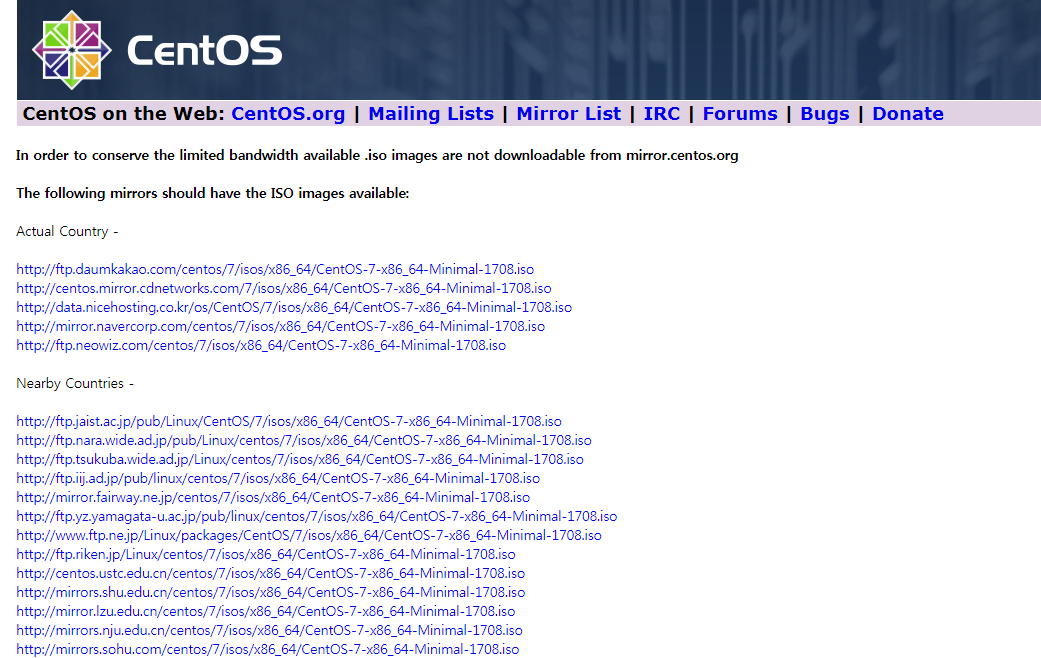 CentOS
CentOS on the Web: CentOS.org | Mailing Lists | Mirror List | IRC | Forums | Bugs | Donate
In order to conserve the limited bandwidth available .iso images are not downloadable from mirror.centos.org
The following mirrors should have the ISO images available:
Actual Country -
http://ftp.daumkakao.com/centos/7/isos/x86_64/CentOS-7-x86_64-Minimal-1708.iso
http://centos.mirror.cdnetworks.com/7/isos/x86_64/CentOS-7-x86_64-Minimal-1708.iso
http://data.nicehosting.co.kr/os/CentOS/7/isos/x86_64/CentOS-7-x86_64-Minimal-1708.iso
http://mirror.navercorp.com/centos/7/isos/x86_64/CentOS-7-x86_64-Minimal-1708.iso
http://ftp.neowiz.com/centos/7/isos/x86_64/CentOS-7-x86_64-Minimal-1708.iso
Nearby Countries -
http://ftp.jaist.ac.jp/pub/Linux/CentOS/7/isos/x86_64/CentOS-7-x86_64-Minimal-1708.iso
http://ftp.nara.wide.ad.jp/pub/Linux/centos/7/isos/x86_64/CentOS-7-x86_64-Minimal-1708.iso
http://ftp.tsukuba.wide.ad.jp/Linux/centos/7/isos/x86_64/CentOS-7-x86_64-Minimal-1708.iso
http://ftp.iij.ad.jp/pub/linux/centos/7/isos/x86_64/CentOS-7-x86_64-Minimal-1708.iso
http://mirror.fairway.ne.jp/centos/7/isos/x86_64/CentOS-7-x86_64-Minimal-1708.iso
http://ftp.yz.yamagata-u.ac.jp/pub/linux/centos/7/isos/x86_64/CentOS-7-x86_64-Minimal-1708.iso
http://www.ftp.ne.jp/Linux/packages/CentOS/7/isos/x86_64/CentOS-7-x86_64-Minimal-1708.iso
http://ftp.riken.jp/Linux/centos/7/isos/x86_64/CentOS-7-x86_64-Minimal-1708.iso
http://centos.ustc.edu.cn/centos/7/isos/x86_64/CentOS-7-x86_64-Minimal-1708.iso
http://mirrors.shu.edu.cn/centos/7/isos/x86_64/CentOS-7-x86_64-Minimal-1708.iso
http://mirror.lzu.edu.cn/centos/7/isos/x86_64/CentOS-7-x86_64-Minimal-1708.iso
http://mirrors.nju.edu.cn/centos/7/isos/x86_64/CentOS-7-x86_64-Minimal-1708.iso
http://mirrors.sohu.com/centos/7/isos/x86_64/CentOS-7-x86_64-Minimal-1708.iso